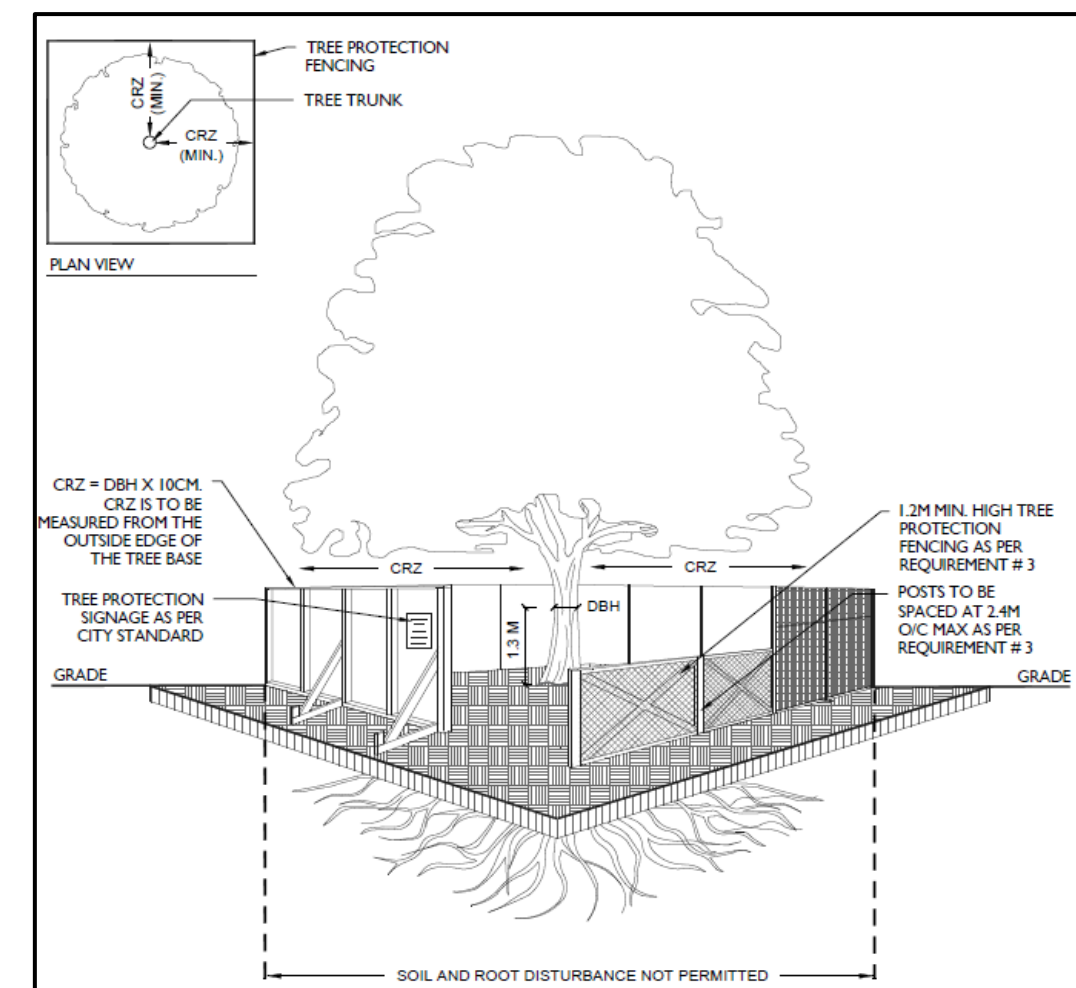 TREE PROTECTION
FENCING
TREE TRUNK
CRZ
(MIN.)
CRZ
(MIN.)
PLAN VIEW
CRZ = DBH X 10CM.
CRZ IS TO BE
MEASURED FROM THE
OUTSIDE EDGE OF
THE TREE BASE
TREE PROTECTION
SIGNAGE AS PER
CITY STANDARD
GRADE
CRZ
CRZ
DBH
1.3 M
1.2M MIN. HIGH TREE
PROTECTION
FENCING AS PER
REQUIREMENT # 3
POSTS TO BE
SPACED AT 2.4M
O/C MAX AS PER
REQUIREMENT # 3
GRADE
SOIL AND ROOT DISTURBANCE NOT PERMITTED